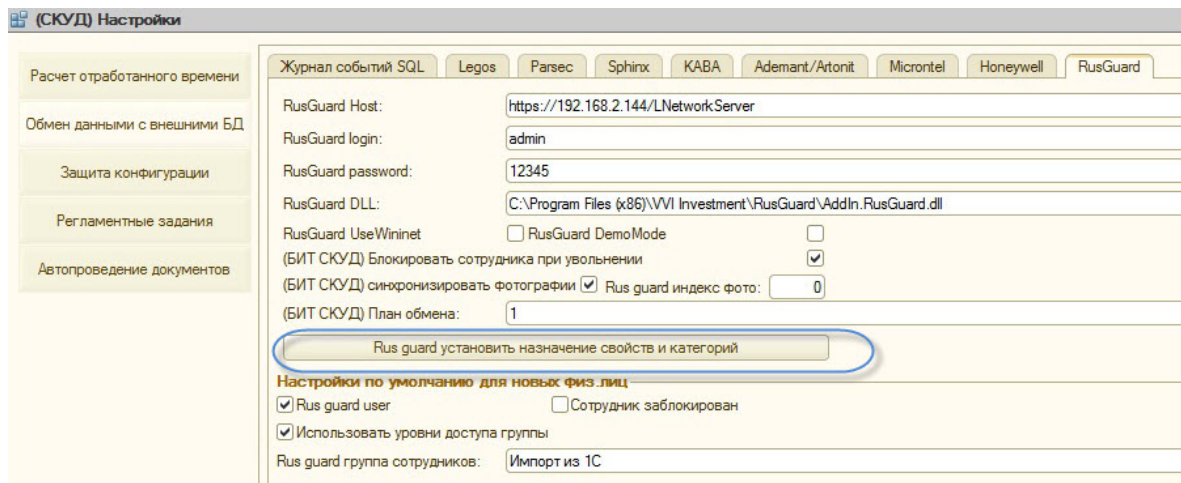 (СКУД) Настройки
Журнал событий SQL Legos Parsec Sphinx KABA Ademant/Artonit Microntel Honeywell RusGuard
Расчет отработанного времени
Обмен данными с внешними БД
Защита конфигурации
Регламентные задания
Автопроведение документов
RusGuard Host: https://192.168.2.144/LNetworkServer
RusGuard login: admin
RusGuard password: 12345
RusGuard DLL: C:\Program Files (x86)\VVI Investment\RusGuard\AddIn.RusGuard.dll
RusGuard UseWininet RusGuard DemoMode
(БИТ СКУД) Блокировать сотрудника при увольнении
(БИТ СКУД) синхронизировать фотографии Rus guard индекс фото: 0
(БИТ СКУД) План обмена: 1
Rus guard установить назначение свойств и категорий
Настройки по умолчанию для новых физ.лиц
Rus guard user Сотрудник заблокирован
Использовать уровни доступа группы
Rus guard группа сотрудников: Импорт из 1С